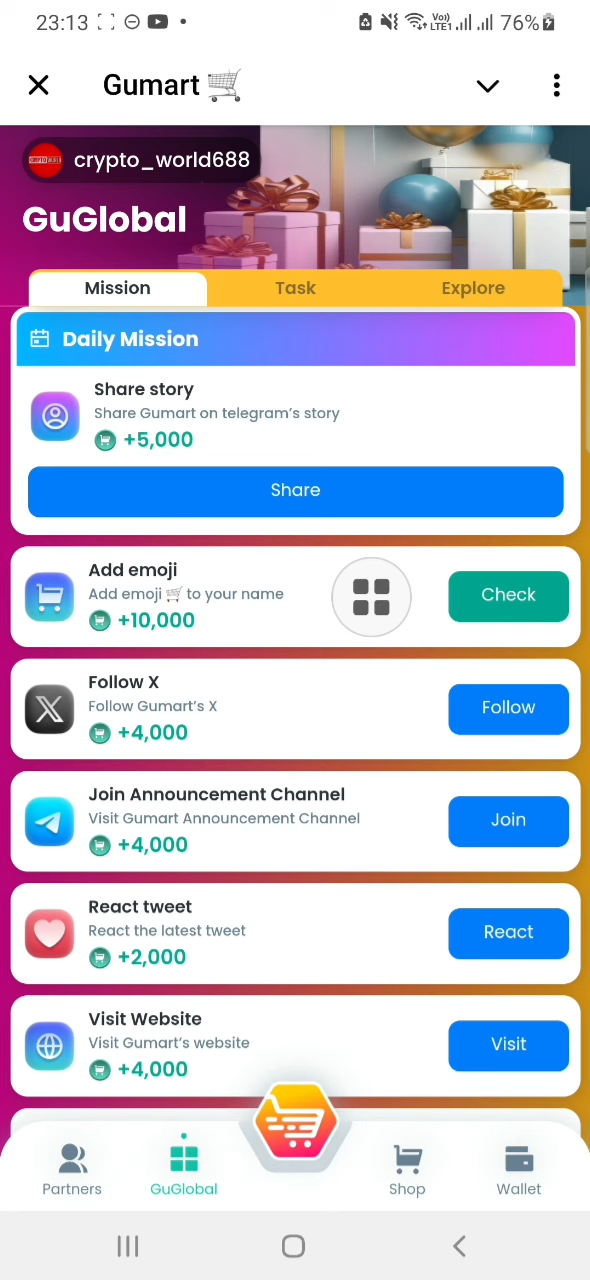 23:13
Vo)) LTE1
76%
Gumart 🛒
crypto_world688
GuGlobal
Mission
Task
Explore
Daily Mission
Share story
Share Gumart on telegram's story
+5,000
Share
Add emoji
Add emoji 🛒 to your name
+10,000
Check
Follow X
Follow Gumart's X
+4,000
Follow
Join Announcement Channel
Visit Gumart Announcement Channel
+4,000
Join
React tweet
React the latest tweet
+2,000
React
Visit Website
Visit Gumart's website
+4,000
Visit
Partners
GuGlobal
Shop
Wallet